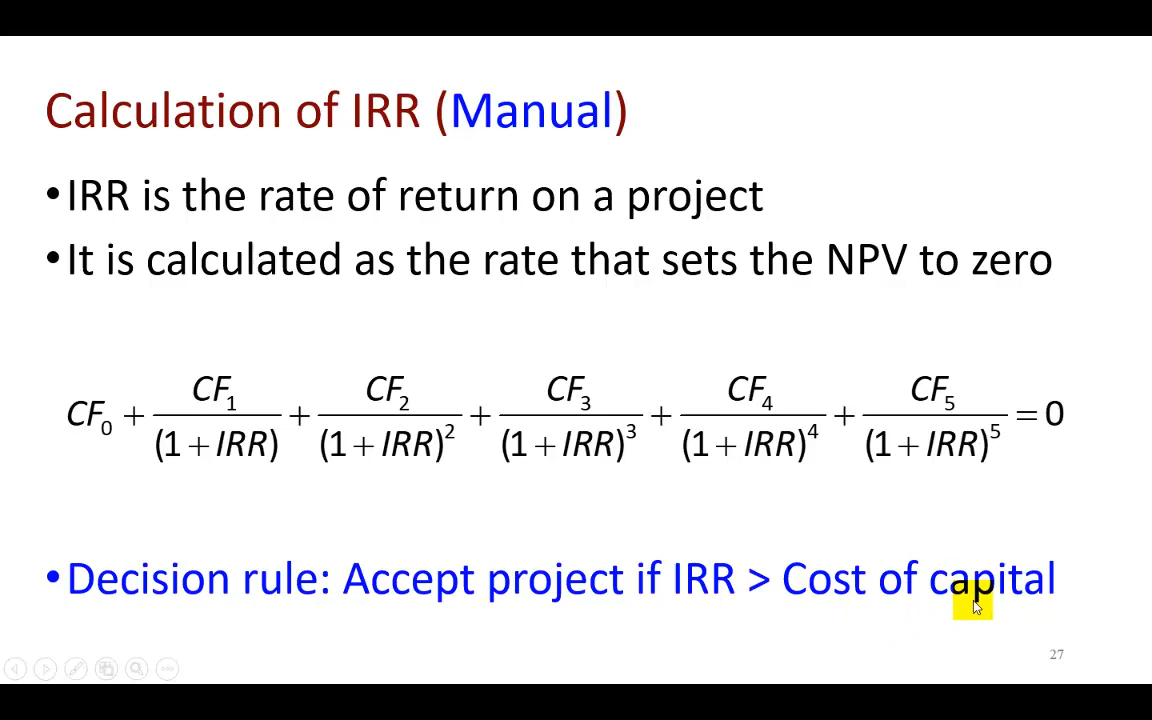 Calculation of IRR (Manual)
•IRR is the rate of return on a project
•It is calculated as the rate that sets the NPV to zero
CF₀ + CF₁/(1 + IRR) + CF₂/(1 + IRR)² + CF₃/(1 + IRR)³ + CF₄/(1 + IRR)⁴ + CF₅/(1 + IRR)⁵ = 0
•Decision rule: Accept project if IRR > Cost of capital
27